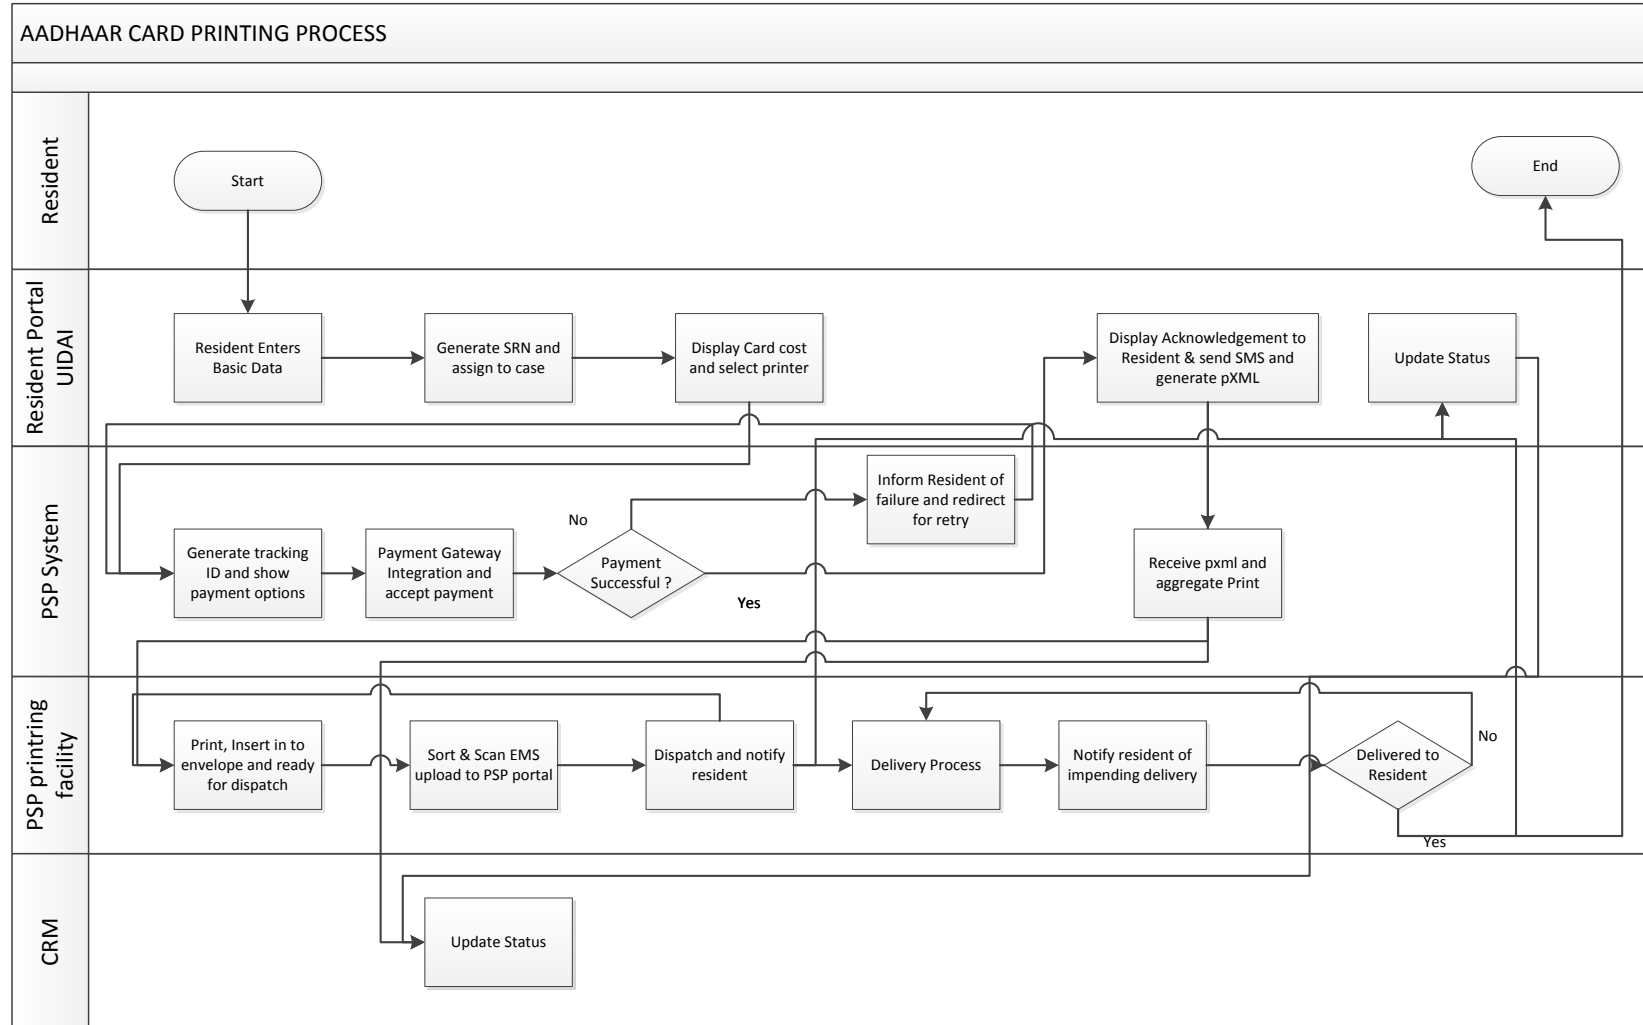 AADHAAR CARD PRINTING PROCESS
Resident
Start
End
Resident Portal
UIDAI
Resident Enters
Basic Data
Generate SRN and
assign to case
Display Card cost
and select printer
Display Acknowledgement to
Resident & send SMS and
generate pXML
Update Status
PSP System
Generate tracking
ID and show
payment options
Payment Gateway
Integration and
accept payment
No
Payment
Successful ?
Yes
Inform Resident of
failure and redirect
for retry
Receive pxml and
aggregate Print
PSP printring
facility
Print, Insert in to
envelope and ready
for dispatch
Sort & Scan EMS
upload to PSP portal
Dispatch and notify
resident
Delivery Process
Notify resident of
impending delivery
Delivered to
Resident
No
Yes
CRM
Update Status